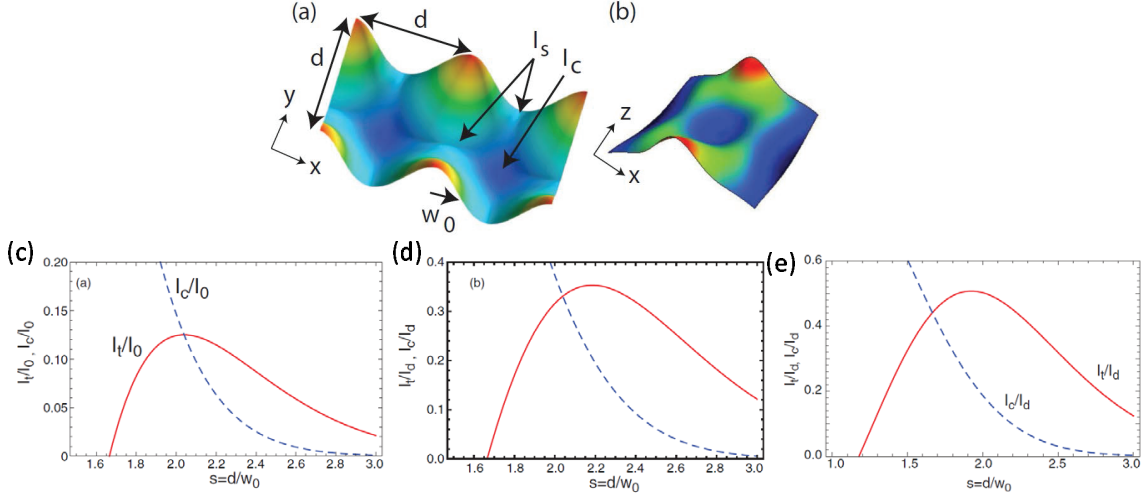 (a)
d
d
I_s
I_c
y
x
w_0
(b)
z
x
(c)
0.20
0.15
0.10
0.05
0
I_t/I_0 , I_c/I_0
(a)
I_c/I_0
I_t/I_0
1.6 1.8 2.0 2.2 2.4 2.6 2.8 3.0
s=d/w_0
(d)
0.4
0.3
0.2
0.1
0.0
I_t/I_d , I_c/I_d
(b)
1.6 1.8 2.0 2.2 2.4 2.6 2.8 3.0
s=d/w_0
(e)
0.6
0.4
0.2
0.0
I_t/I_d, I_c/I_d
I_t/I_d
I_c/I_d
1.0 1.5 2.0 2.5 3.0
s=d/w_0